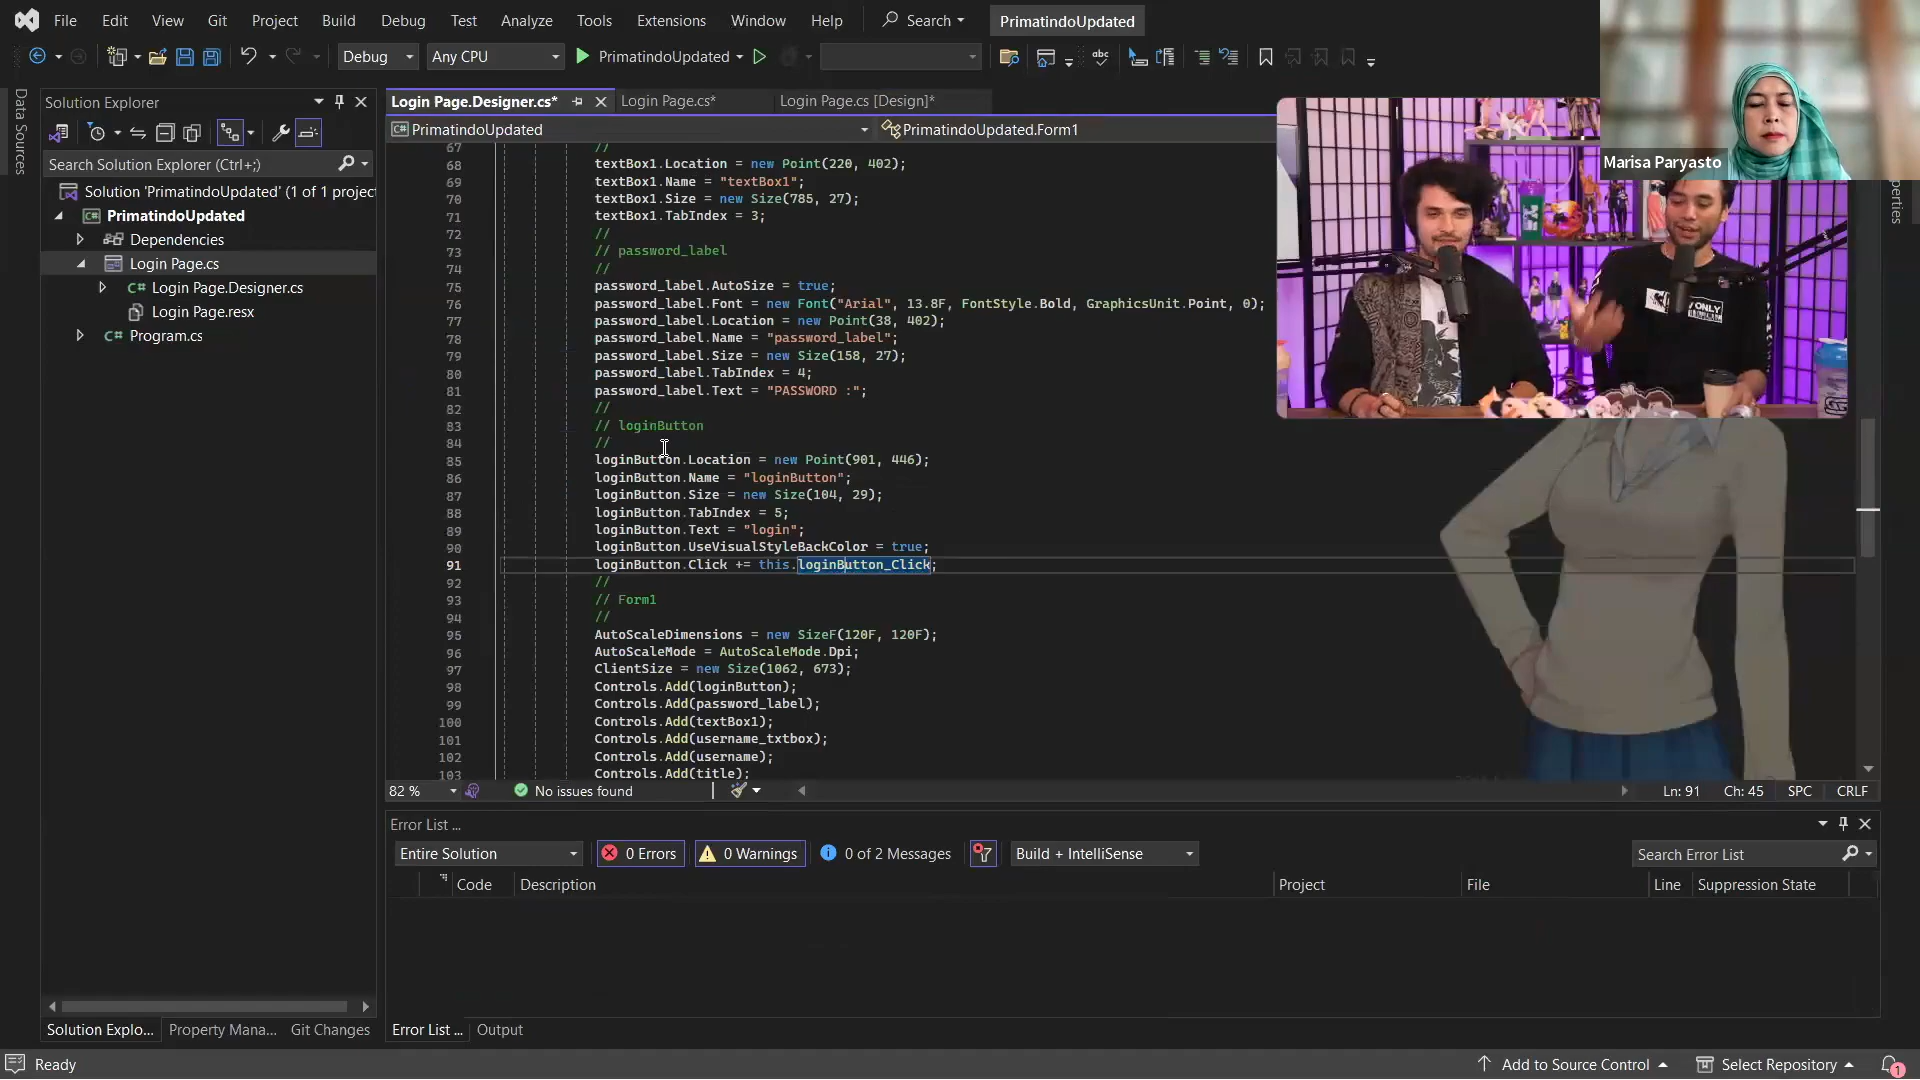 File Edit View Git Project Build Debug Test Analyze Tools Extensions Window Help Search PrimatindoUpdated
Debug Any CPU PrimatindoUpdated
Data Sources
Solution Explorer
Search Solution Explorer (Ctrl+;)
Solution 'PrimatindoUpdated' (1 of 1 project
PrimatindoUpdated
Dependencies
Login Page.cs
Login Page.Designer.cs
Login Page.resx
Program.cs
Login Page.Designer.cs* Login Page.cs* Login Page.cs [Design]*
PrimatindoUpdated PrimatindoUpdated.Form1
67 //
68 textBox1.Location = new Point(220, 402);
69 textBox1.Name = "textBox1";
70 textBox1.Size = new Size(785, 27);
71 textBox1.TabIndex = 3;
72 //
73 // password_label
74 //
75 password_label.AutoSize = true;
76 password_label.Font = new Font("Arial", 13.8F, FontStyle.Bold, GraphicsUnit.Point, 0);
77 password_label.Location = new Point(38, 402);
78 password_label.Name = "password_label";
79 password_label.Size = new Size(158, 27);
80 password_label.TabIndex = 4;
81 password_label.Text = "PASSWORD :";
82 //
83 // loginButton
84 //
85 loginButton.Location = new Point(901, 446);
86 loginButton.Name = "loginButton";
87 loginButton.Size = new Size(104, 29);
88 loginButton.TabIndex = 5;
89 loginButton.Text = "login";
90 loginButton.UseVisualStyleBackColor = true;
91 loginButton.Click += this.loginButton_Click;
92 //
93 // Form1
94 //
95 AutoScaleDimensions = new SizeF(120F, 120F);
96 AutoScaleMode = AutoScaleMode.Dpi;
97 ClientSize = new Size(1062, 673);
98 Controls.Add(loginButton);
99 Controls.Add(password_label);
100 Controls.Add(textBox1);
101 Controls.Add(username_txtbox);
102 Controls.Add(username);
103 Controls.Add(title);
Marisa Paryasto
82 % No issues found Ln: 91 Ch: 45 SPC CRLF
Error List ...
Entire Solution 0 Errors 0 Warnings 0 of 2 Messages Build + IntelliSense Search Error List
Code Description Project File Line Suppression State
Solution Explo... Property Mana... Git Changes Error List ... Output
Ready Add to Source Control Select Repository 1